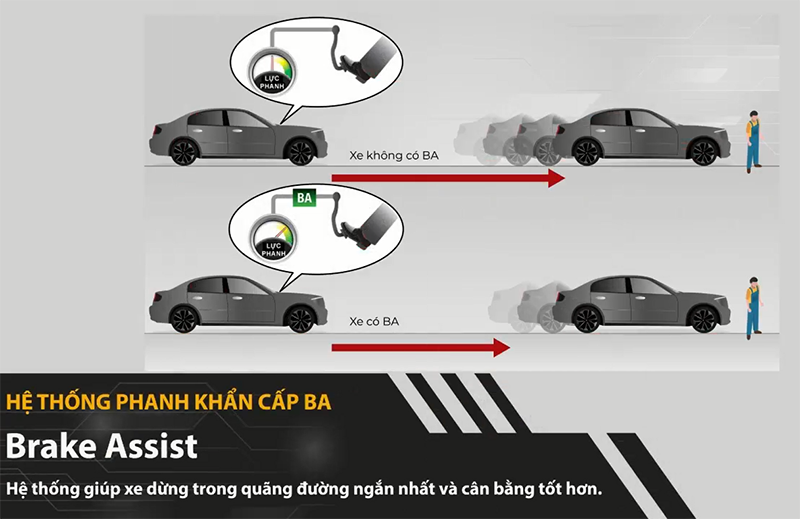 LỰC
PHANH
Xe không có BA
BA
LỰC
PHANH
Xe có BA
HỆ THỐNG PHANH KHẨN CẤP BA
Brake Assist
Hệ thống giúp xe dừng trong quãng đường ngắn nhất và cân bằng tốt hơn.